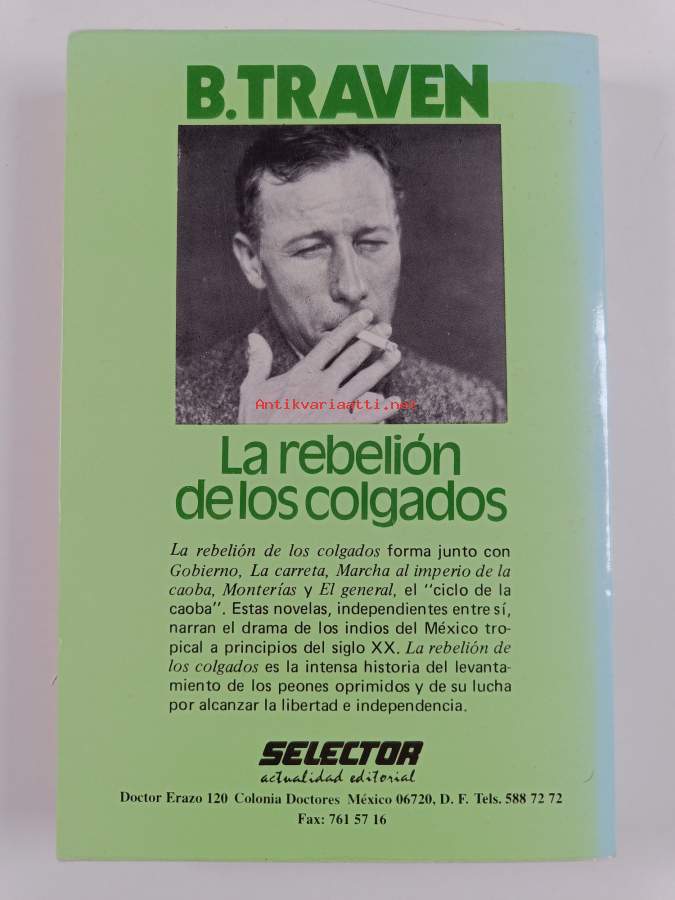 B.TRAVEN
Antikvariaatti.net
La rebelión
de los colgados
La rebelión de los colgados forma junto con
Gobierno, La carreta, Marcha al imperio de la
caoba, Monterías y El general, el "ciclo de la
caoba". Estas novelas, independientes entre sí,
narran el drama de los indios del México tro-
pical a principios del siglo XX. La rebelión de
los colgados es la intensa historia del levanta-
miento de los peones oprimidos y de su lucha
por alcanzar la libertad e independencia.
SELECTOR
actualidad editorial
Doctor Erazo 120 Colonia Doctores México 06720, D. F. Tels. 588 72 72
Fax: 761 57 16